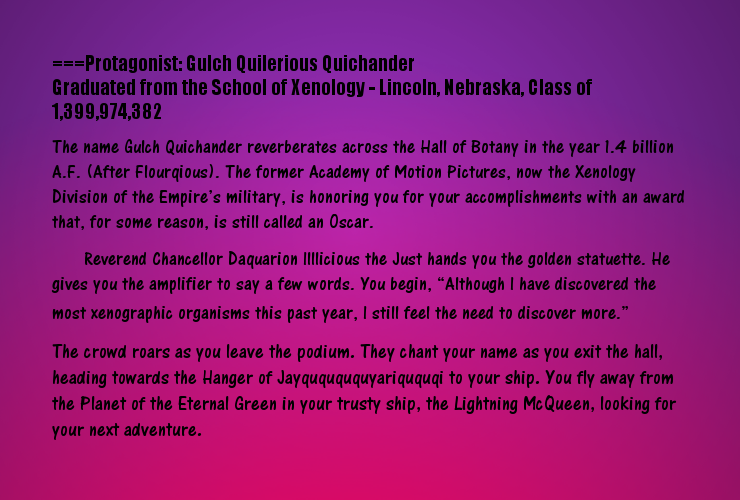 ===Protagonist: Gulch Quilerious Quichander
Graduated from the School of Xenology - Lincoln, Nebraska, Class of
1,399,974,382
The name Gulch Quichander reverberates across the Hall of Botany in the year 1.4 billion
A.F. (After Flourqious). The former Academy of Motion Pictures, now the Xenology
Division of the Empire's military, is honoring you for your accomplishments with an award
that, for some reason, is still called an Oscar.
Reverend Chancellor Daquarion Illlicious the Just hands you the golden statuette. He
gives you the amplifier to say a few words. You begin, “Although I have discovered the
most xenographic organisms this past year, I still feel the need to discover more.”
The crowd roars as you leave the podium. They chant your name as you exit the hall,
heading towards the Hanger of Jayququququyariquququqi to your ship. You fly away from
the Planet of the Eternal Green in your trusty ship, the Lightning McQueen, looking for
your next adventure.